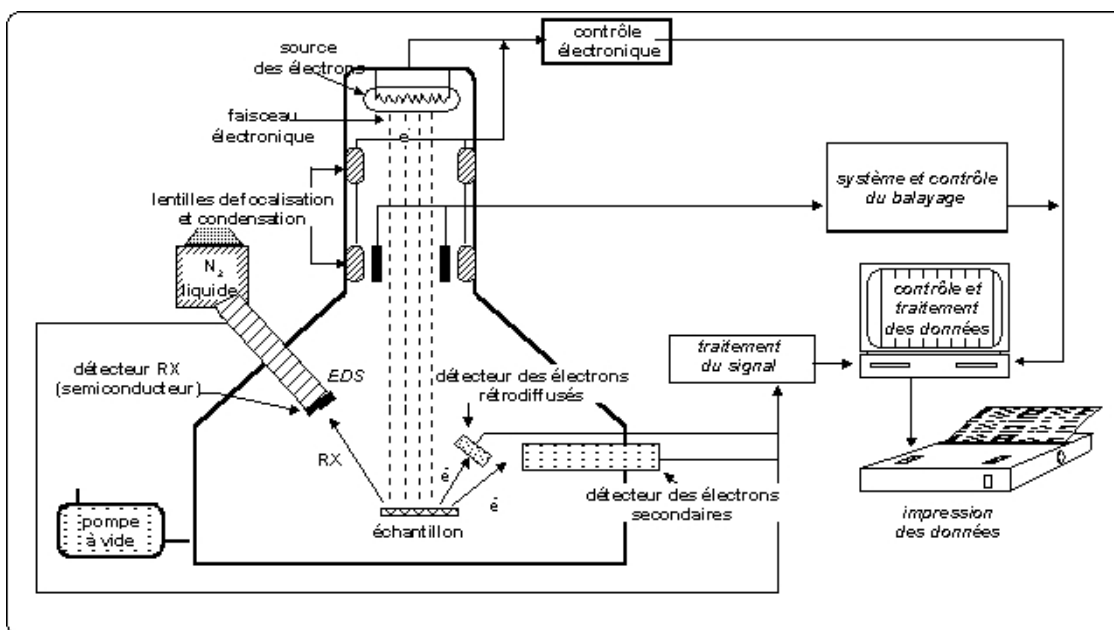 source
des électrons
contrôle
électronique
faisceau
électronique
e⁻
lentilles de focalisation
et condensation
système et contrôle
du balayage
N₂
liquide
contrôle et
traitement
des données
traitement
du signal
détecteur RX
(semiconducteur)
EDS
détecteur des électrons
rétrodiffusés
RX
é
é
échantillon
détecteur des électrons
secondaires
pompe
à vide
impression
des données